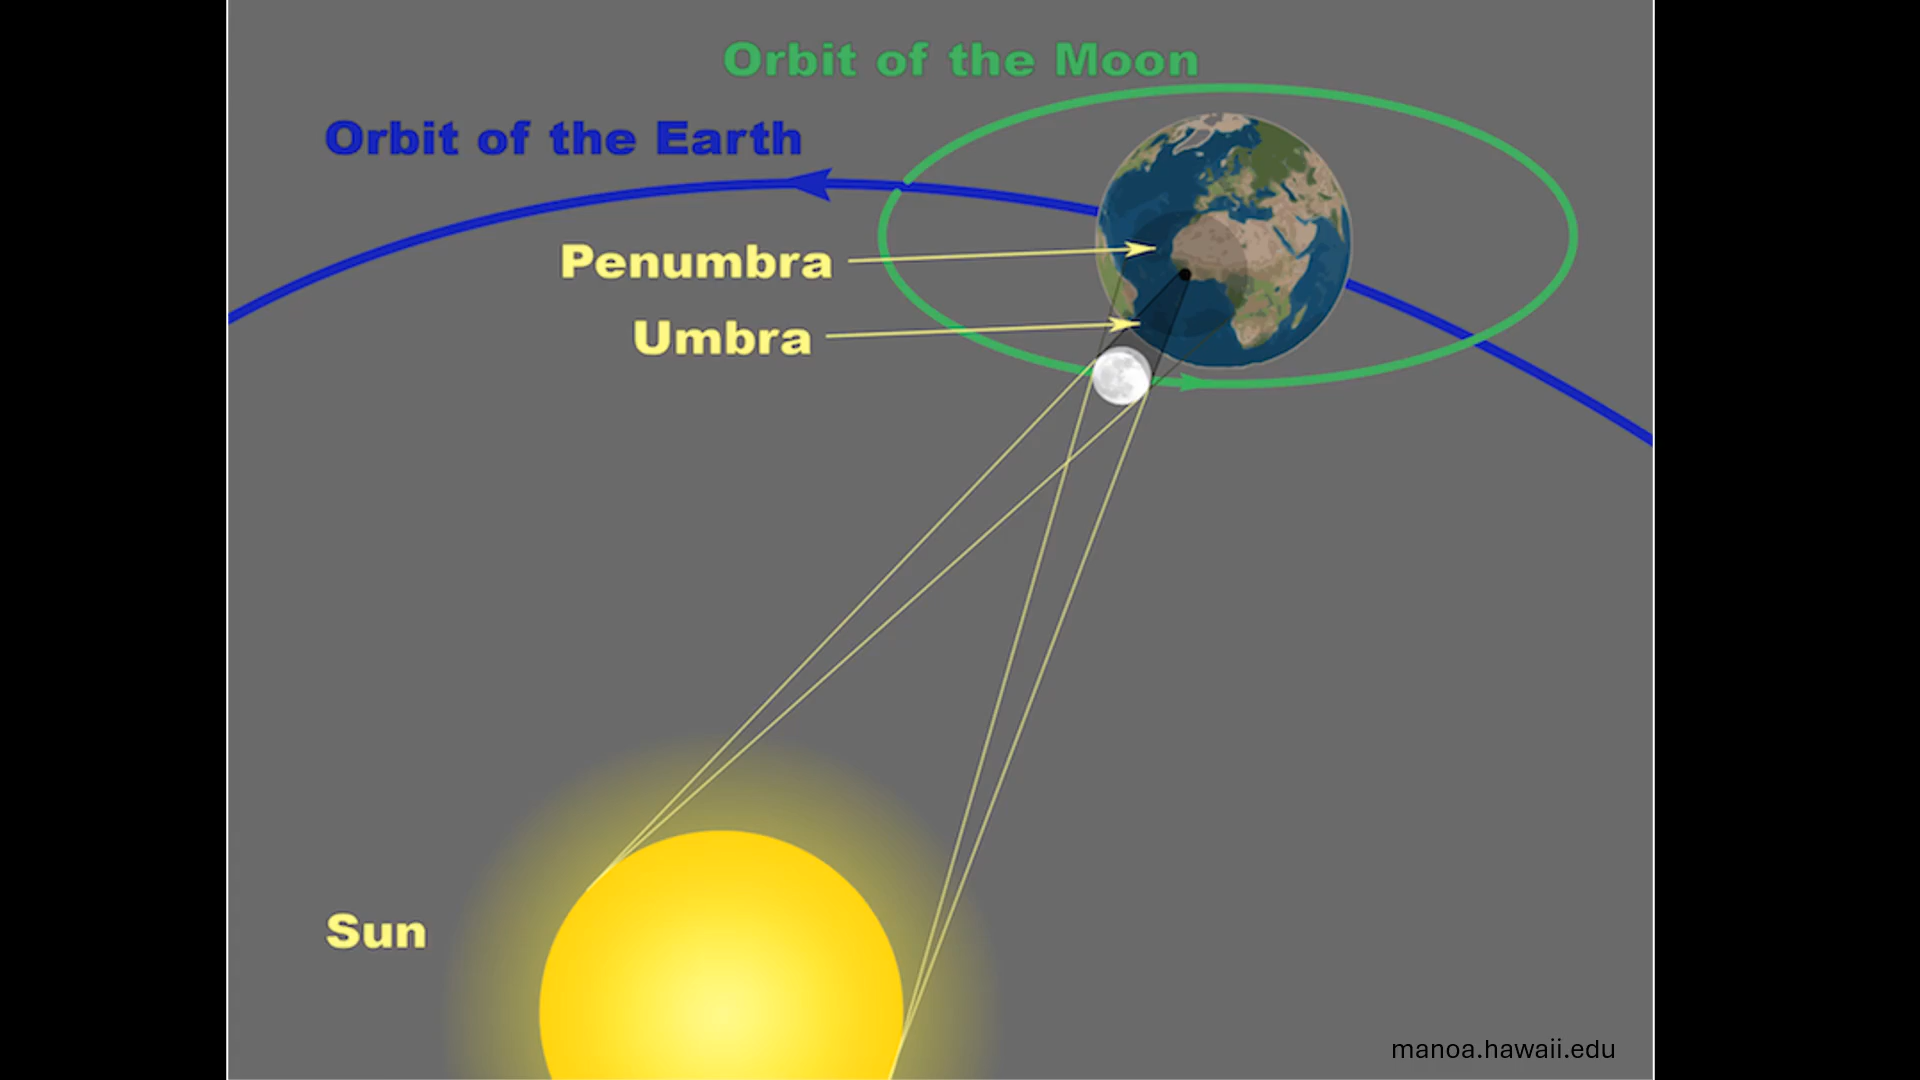 Orbit of the Moon
Orbit of the Earth
Penumbra
Umbra
Sun
manoa.hawaii.edu